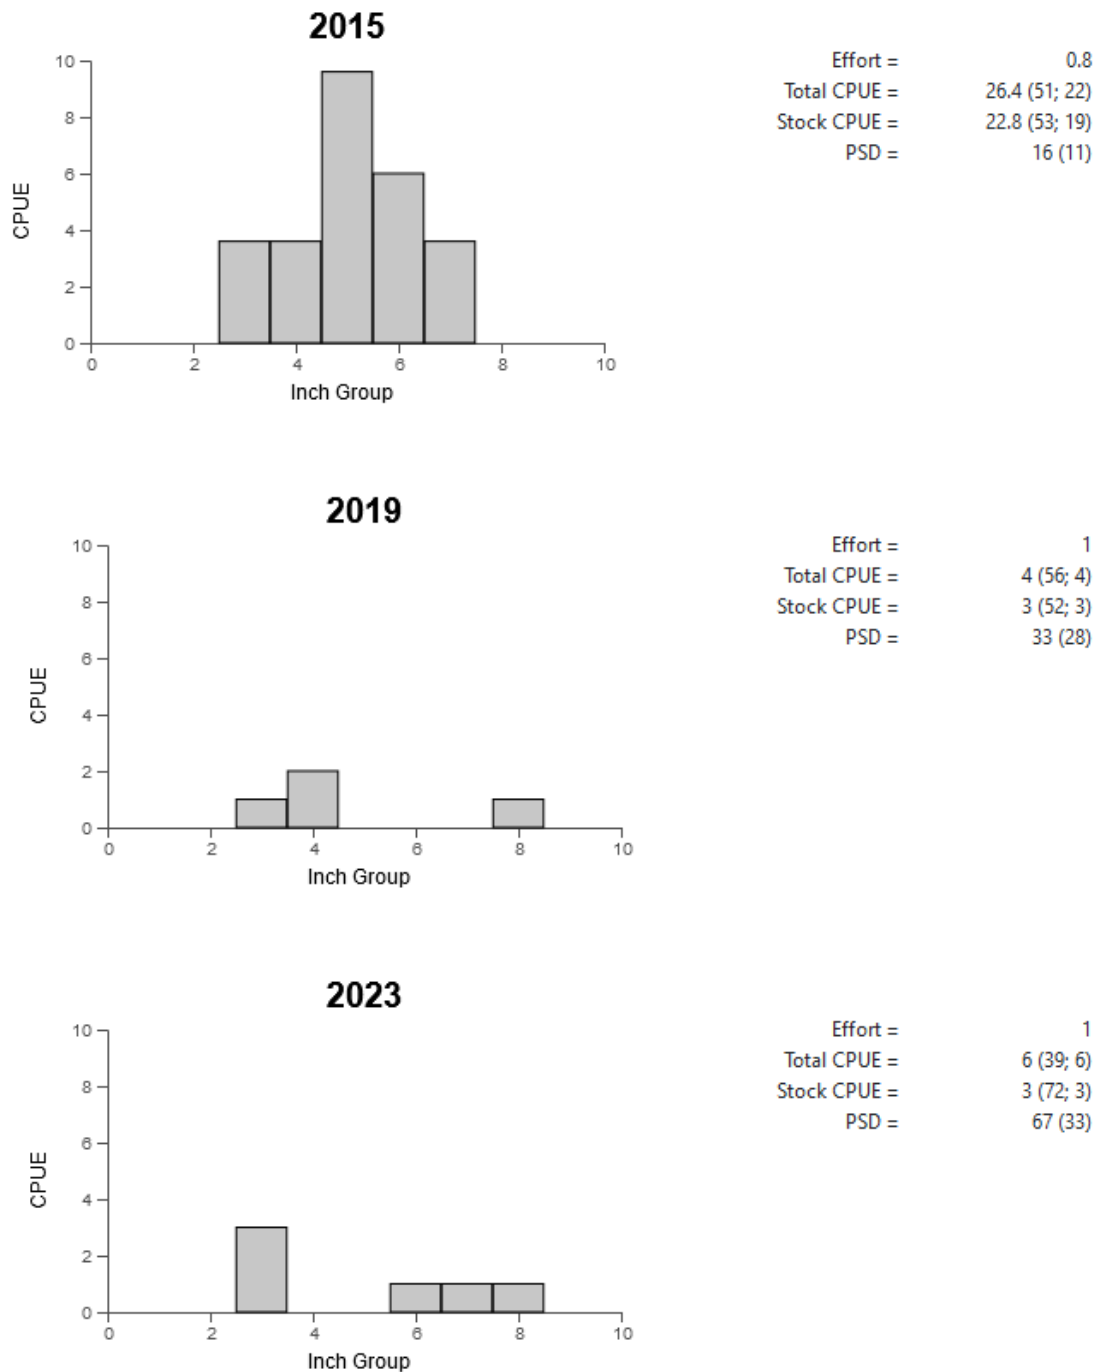 2015
Effort = 0.8
Total CPUE = 26.4 (51; 22)
Stock CPUE = 22.8 (53; 19)
PSD = 16 (11)
10
8
6
4
2
0
CPUE
0 2 4 6 8 10
Inch Group
2019
Effort = 1
Total CPUE = 4 (56; 4)
Stock CPUE = 3 (52; 3)
PSD = 33 (28)
10
8
6
4
2
0
CPUE
0 2 4 6 8 10
Inch Group
2023
Effort = 1
Total CPUE = 6 (39; 6)
Stock CPUE = 3 (72; 3)
PSD = 67 (33)
10
8
6
4
2
0
CPUE
0 2 4 6 8 10
Inch Group